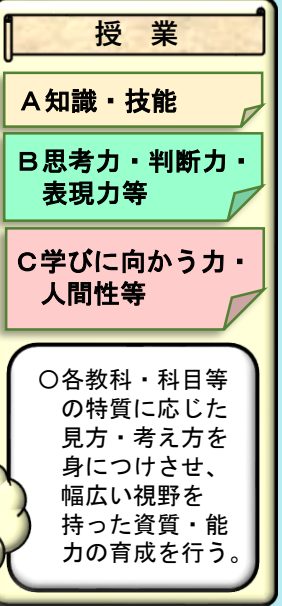 授　業
A知識・技能
B思考力・判断力・
表現力等
C学びに向かう力・
人間性等
○各教科・科目等
の特質に応じた
見方・考え方を
身につけさせ、
幅広い視野を
持った資質・能
力の育成を行う。